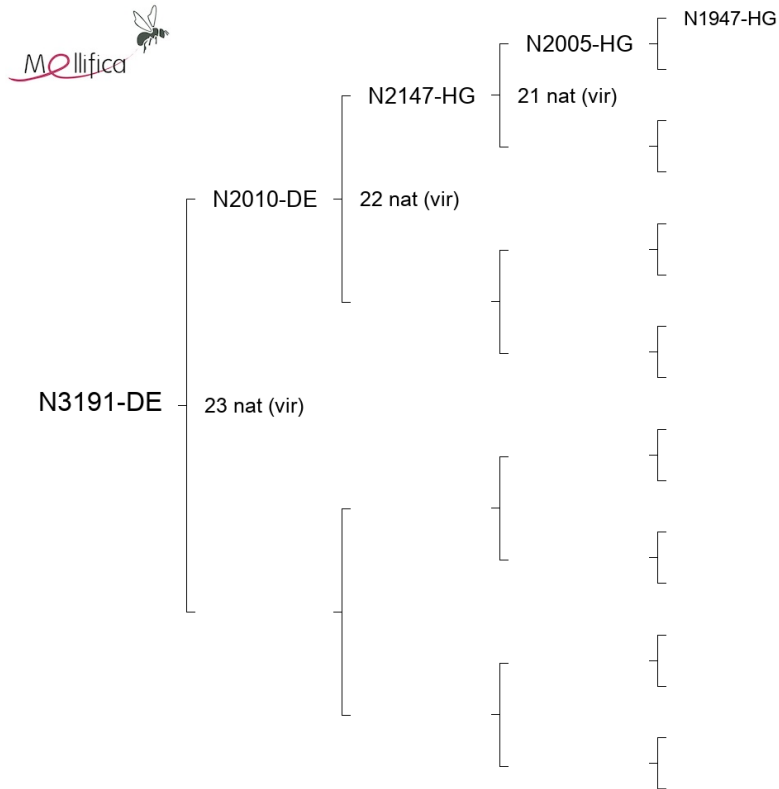 Mellifica
N1947-HG
N2005-HG
N2147-HG
21 nat (vir)
N2010-DE
22 nat (vir)
N3191-DE
23 nat (vir)